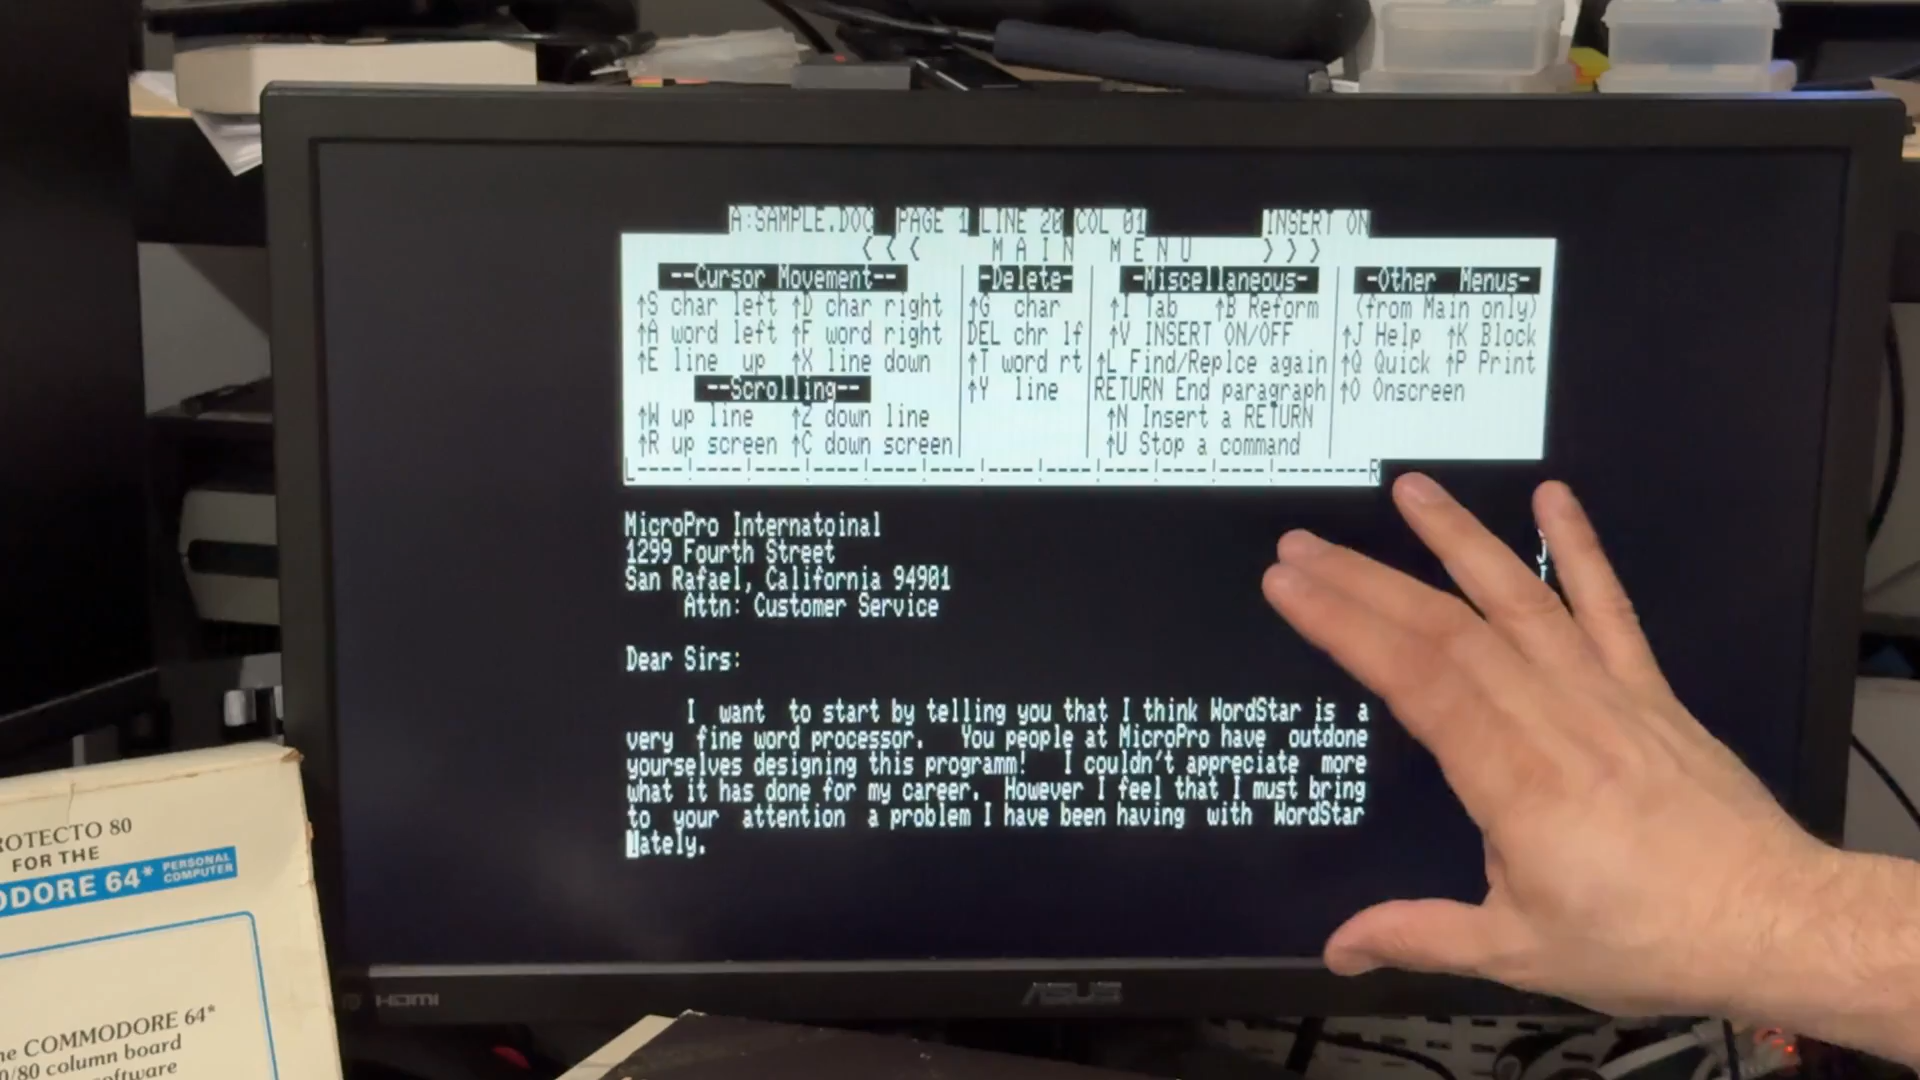 A:SAMPLE.DOC PAGE 1 LINE 20 COL 01 INSERT ON
< < < M A I N M E N U > > >
--Cursor Movement-- -Delete- -Miscellaneous- -Other Menus-
↑S char left ↑D char right ↑G char ↑I Tab ↑B Reform (from Main only)
↑A word left ↑F word right DEL chr lf ↑V INSERT ON/OFF ↑J Help ↑K Block
↑E line up ↑X line down ↑T word rt ↑L Find/Replce again ↑Q Quick ↑P Print
--Scrolling-- ↑Y line RETURN End paragraph ↑O Onscreen
↑W up line ↑Z down line ↑N Insert a RETURN
↑R up screen ↑C down screen ↑U Stop a command
L----!----!----!----!----!----!----!----!----!----!----!--------R
MicroPro Internatoinal
1299 Fourth Street
San Rafael, California 94901
Attn: Customer Service
Dear Sirs:
I want to start by telling you that I think WordStar is a
very fine word processor. You people at MicroPro have outdone
yourselves designing this programm! I couldn't appreciate more
what it has done for my career. However I feel that I must bring
to your attention a problem I have been having with WordStar
lately.
HDMI
ASUS
ROTECTO 80
FOR THE
ODORE 64* PERSONAL COMPUTER
COMMODORE 64*
0/80 column board
oftware